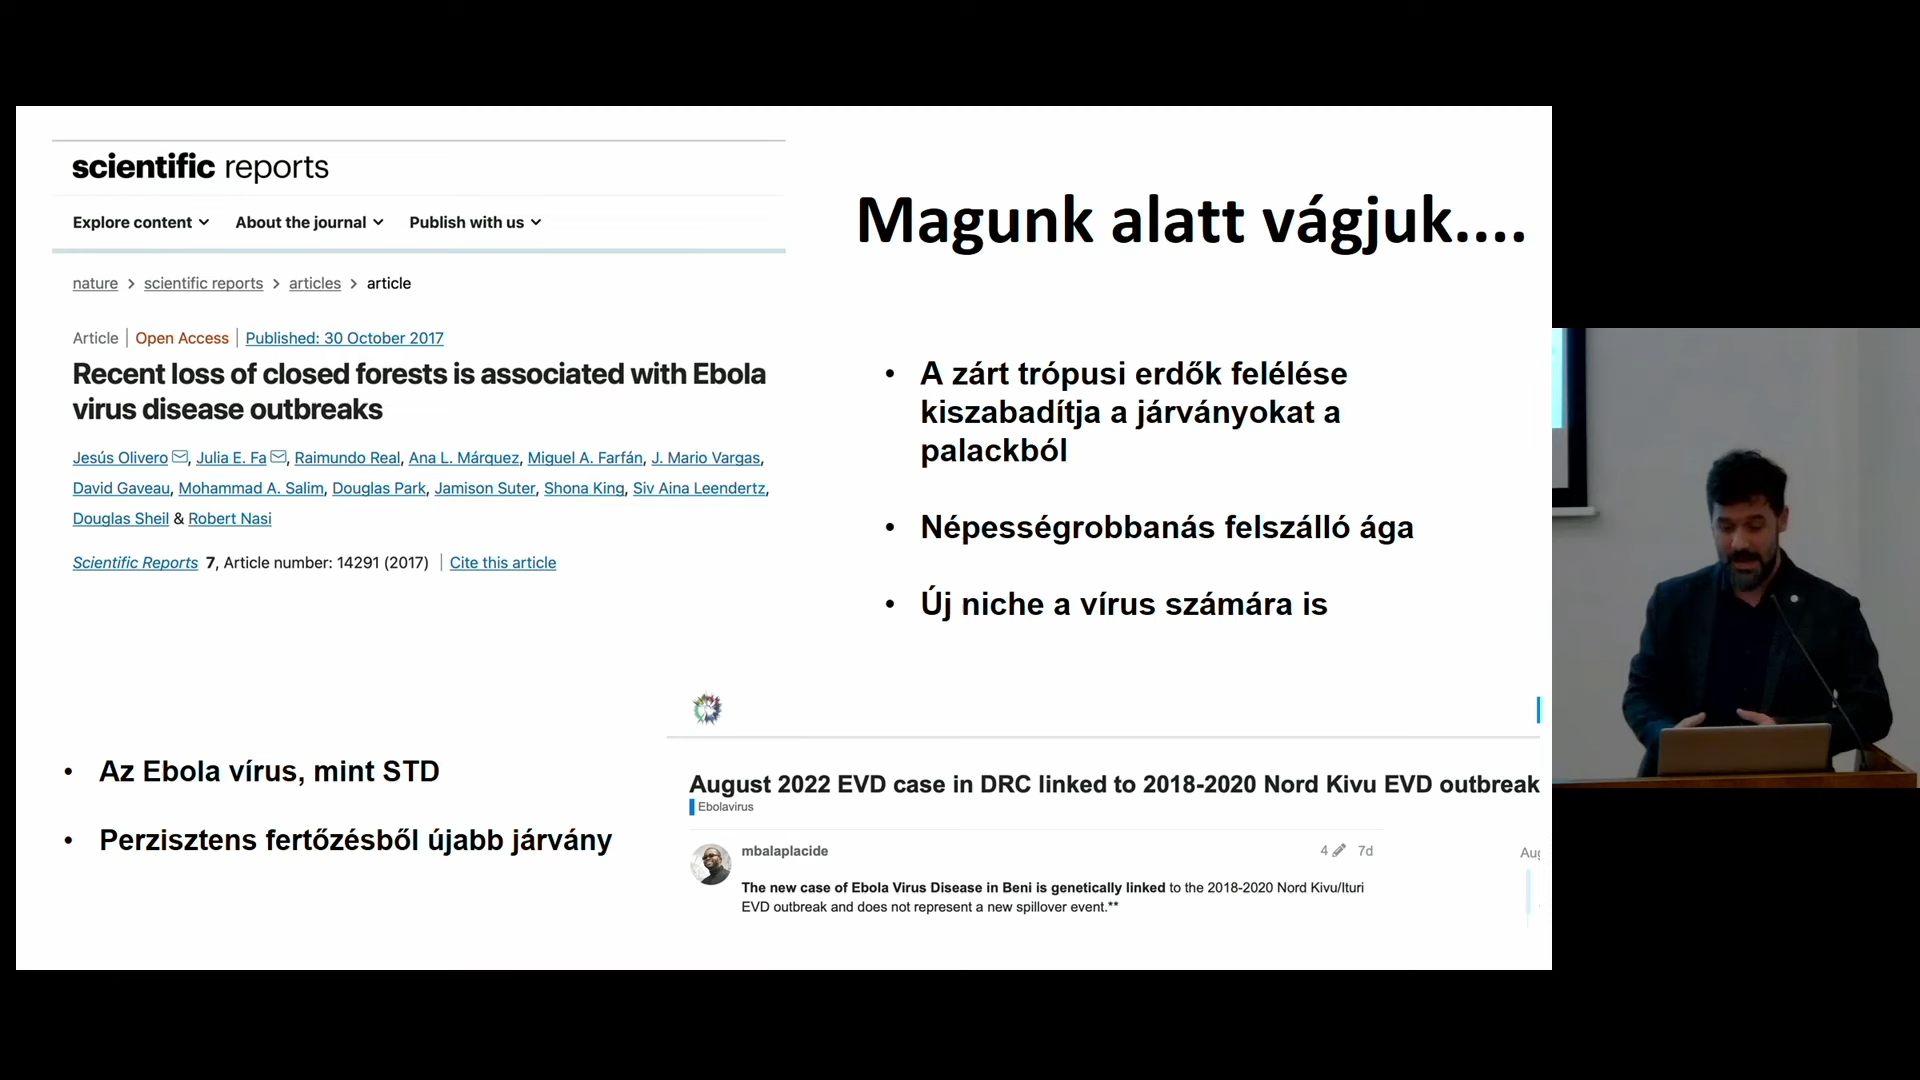 scientific reports
Explore content
About the journal
Publish with us
nature > scientific reports > articles > article
Article | Open Access | Published: 30 October 2017
Recent loss of closed forests is associated with Ebola
virus disease outbreaks
Jesús Olivero, Julia E. Fa, Raimundo Real, Ana L. Márquez, Miguel A. Farfán, J. Mario Vargas,
David Gaveau, Mohammad A. Salim, Douglas Park, Jamison Suter, Shona King, Siv Aina Leendertz,
Douglas Sheil & Robert Nasi
Scientific Reports 7, Article number: 14291 (2017) | Cite this article
Magunk alatt vágjuk....
• A zárt trópusi erdők felélése
kiszabadítja a járványokat a
palackból
• Népességrobbanás felszálló ága
• Új niche a vírus számára is
• Az Ebola vírus, mint STD
• Perzisztens fertőzésből újabb járvány
August 2022 EVD case in DRC linked to 2018-2020 Nord Kivu EVD outbreak
Ebolavirus
mbalaplacide
4 7d
Aug
The new case of Ebola Virus Disease in Beni is genetically linked to the 2018-2020 Nord Kivu/Ituri
EVD outbreak and does not represent a new spillover event.**